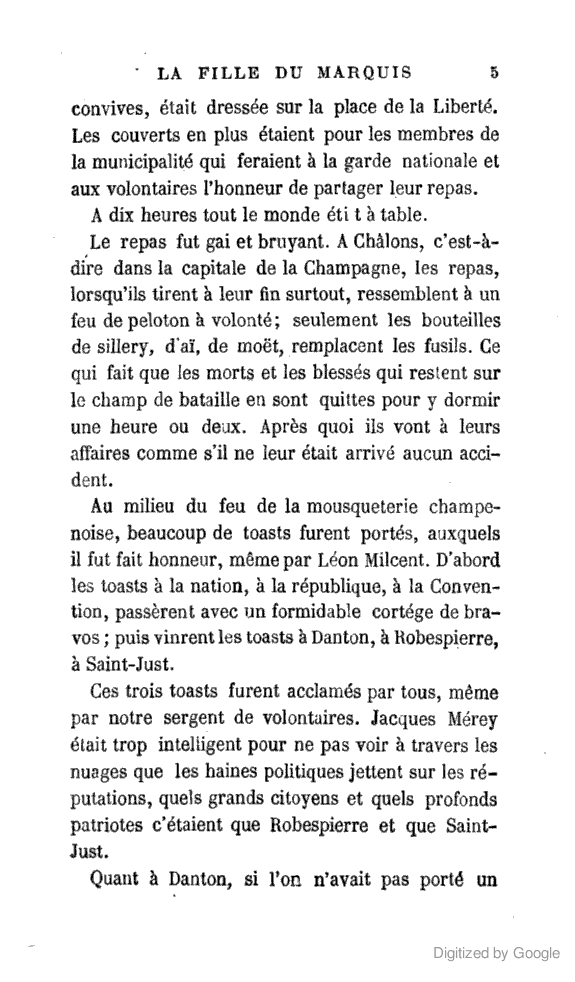 LA FILLE DU MARQUIS 5
convives, était dressée sur la place de la Liberté.
Les couverts en plus étaient pour les membres de
la municipalité qui feraient à la garde nationale et
aux volontaires l'honneur de partager leur repas.
A dix heures tout le monde éti t à table.
Le repas fut gai et bruyant. A Châlons, c'est-à-
dire dans la capitale de la Champagne, les repas,
lorsqu'ils tirent à leur fin surtout, ressemblent à un
feu de peloton à volonté; seulement les bouteilles
de sillery, d'aï, de moët, remplacent les fusils. Ce
qui fait que les morts et les blessés qui restent sur
le champ de bataille en sont quittes pour y dormir
une heure ou deux. Après quoi ils vont à leurs
affaires comme s'il ne leur était arrivé aucun acci-
dent.
Au milieu du feu de la mousqueterie champe-
noise, beaucoup de toasts furent portés, auxquels
il fut fait honneur, même par Léon Milcent. D'abord
les toasts à la nation, à la république, à la Conven-
tion, passèrent avec un formidable cortége de bra-
vos; puis vinrent les toasts à Danton, à Robespierre,
à Saint-Just.
Ces trois toasts furent acclamés par tous, même
par notre sergent de volontaires. Jacques Mérey
était trop intelligent pour ne pas voir à travers les
nuages que les haines politiques jettent sur les ré-
putations, quels grands citoyens et quels profonds
patriotes c'étaient que Robespierre et que Saint-
Just.
Quant à Danton, si l'on n'avait pas porté un
Digitized by Google